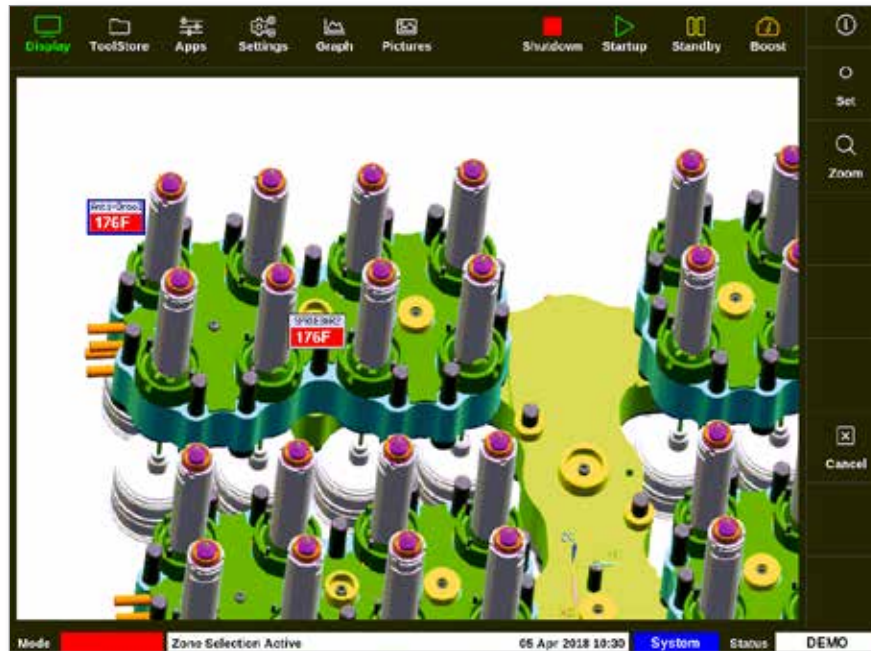 Display ToolStore Apps Settings Graph Pictures Shutdown Startup Standby Boost
Set
Zoom
176F
176F
Cancel
Mode Zone Selection Active 05 Apr 2018 10:30 System Status DEMO